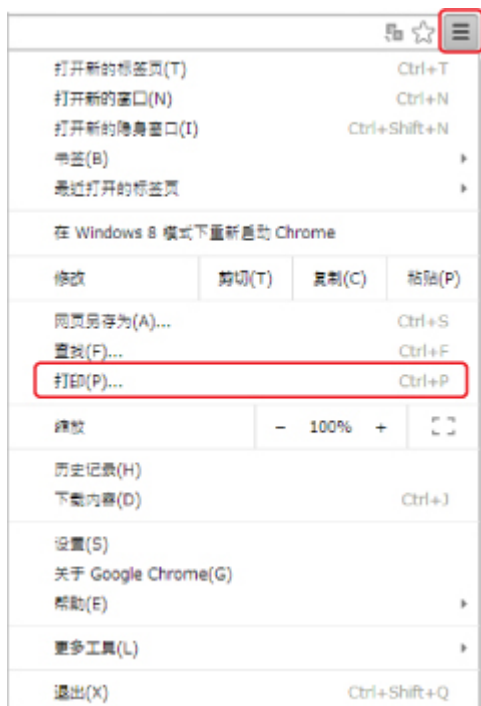 打开新的标签页(T) Ctrl+T
打开新的窗口(N) Ctrl+N
打开新的隐身窗口(I) Ctrl+Shift+N
书签(B)
最近打开的标签页
在 Windows 8 模式下重新启动 Chrome
修改 剪切(T) 复制(C) 粘贴(P)
网页另存为(A)... Ctrl+S
查找(F)... Ctrl+F
打印(P)... Ctrl+P
缩放 - 100% +
历史记录(H)
下载内容(D) Ctrl+J
设置(S)
关于 Google Chrome(G)
帮助(E)
更多工具(L)
退出(X) Ctrl+Shift+Q